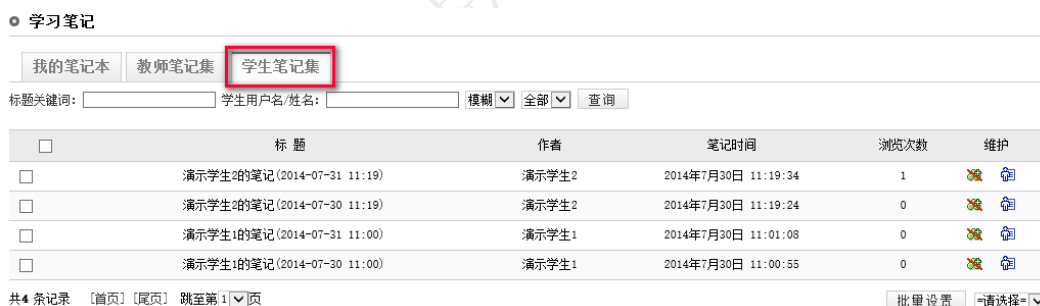 学习笔记
我的笔记本 教师笔记集 学生笔记集
标题关键词： 学生用户名/姓名： 模糊 全部 查询
标 题 作者 笔记时间 浏览次数 维护
演示学生2的笔记(2014-07-31 11:19) 演示学生2 2014年7月30日 11:19:34 1
演示学生2的笔记(2014-07-30 11:19) 演示学生2 2014年7月30日 11:19:24 0
演示学生1的笔记(2014-07-31 11:00) 演示学生1 2014年7月30日 11:01:08 0
演示学生1的笔记(2014-07-30 11:00) 演示学生1 2014年7月30日 11:00:55 0
共4 条记录 [首页] [尾页] 跳至第 1 页 批量设置 =请选择=